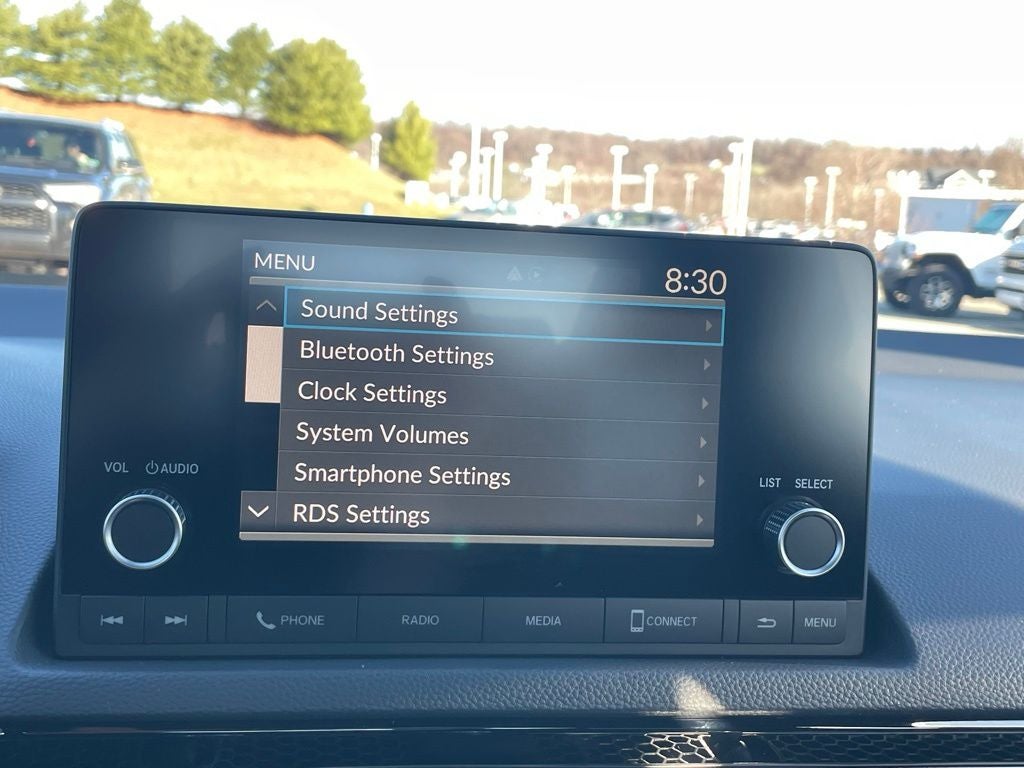 MENU
8:30
Sound Settings
Bluetooth Settings
Clock Settings
System Volumes
Smartphone Settings
RDS Settings
VOL AUDIO
LIST SELECT
PHONE
RADIO
MEDIA
CONNECT
MENU